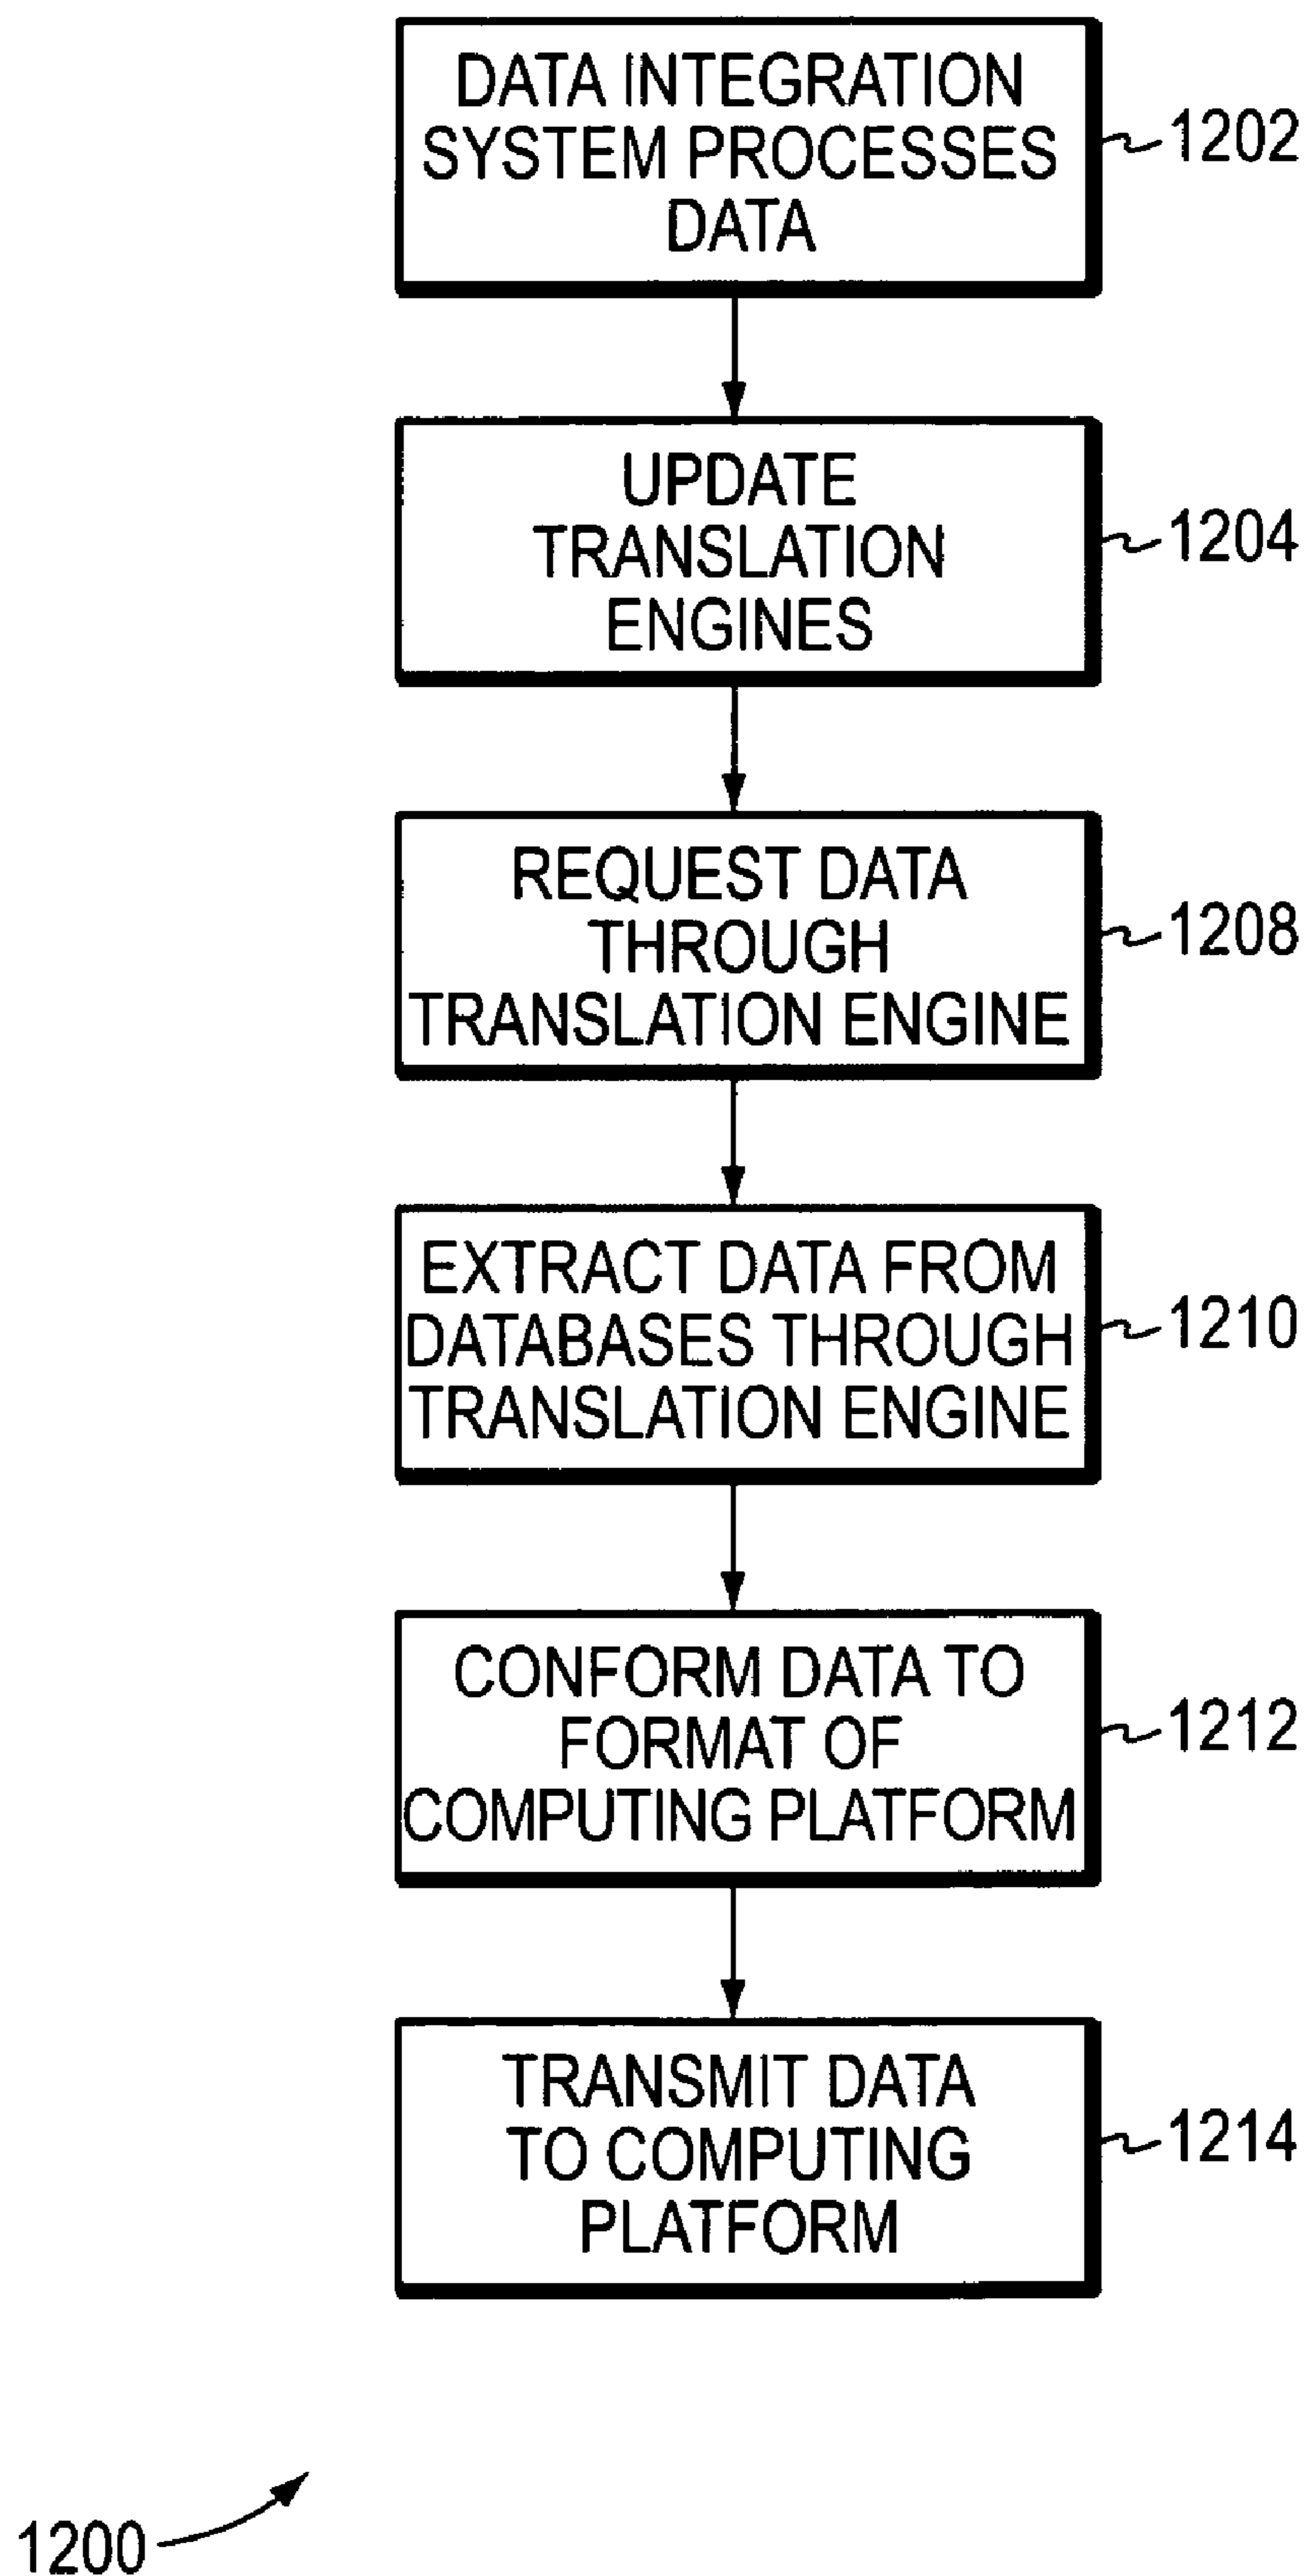 DATA INTEGRATION
SYSTEM PROCESSES
DATA
1202
UPDATE
TRANSLATION
ENGINES
1204
REQUEST DATA
THROUGH
TRANSLATION ENGINE
1208
EXTRACT DATA FROM
DATABASES THROUGH
TRANSLATION ENGINE
1210
CONFORM DATA TO
FORMAT OF
COMPUTING PLATFORM
1212
TRANSMIT DATA
TO COMPUTING
PLATFORM
1214
1200